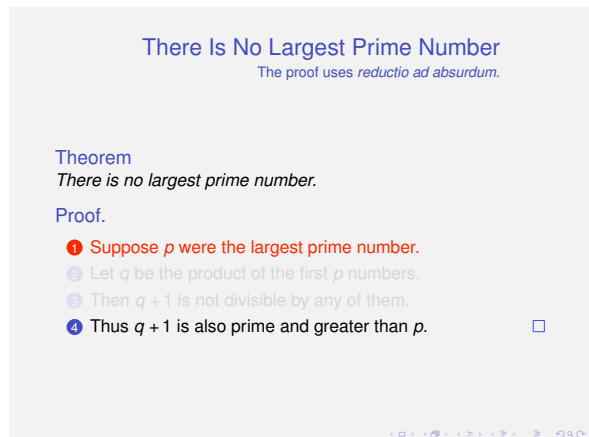 There Is No Largest Prime Number
The proof uses reductio ad absurdum.
Theorem
There is no largest prime number.
Proof.
1 Suppose p were the largest prime number.
2 Let q be the product of the first p numbers.
3 Then q + 1 is not divisible by any of them.
4 Thus q + 1 is also prime and greater than p.